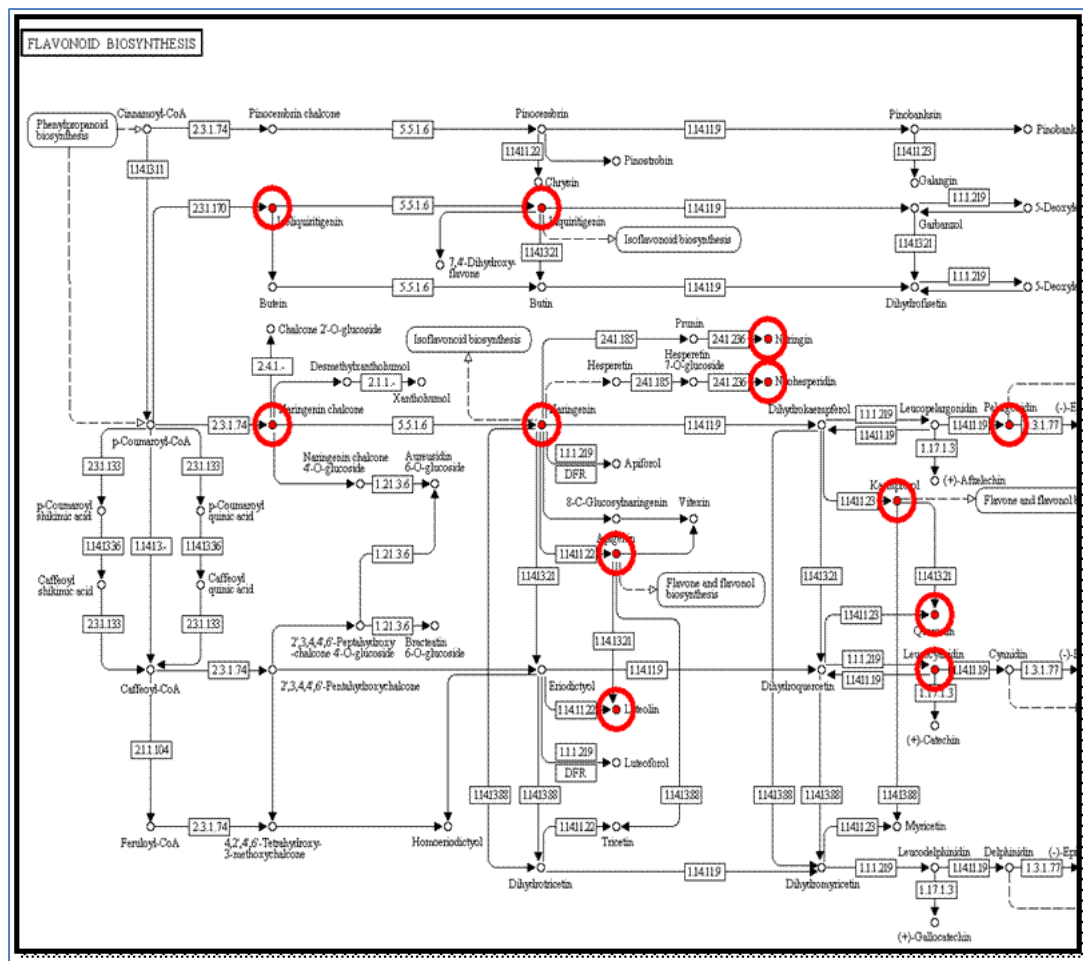 FLAVONOID BIOSYNTHESIS
Phenylpropanoid
biosynthesis
Cinnamoyl-CoA
2.3.1.74
Pinocembrin chalcone
5.5.1.6
Pinocembrin
1.14.11.9
Pinobanksin
1.14.13.11
1.14.11.22
Pinostrobin
Chrysin
1.14.11.23
Galangin
2.3.1.170
Isoliquiritigenin
5.5.1.6
Liquiritigenin
1.14.11.9
Garbanzol
1.1.1.219
7,4'-Dihydroxy-
flavone
1.14.13.21
Isoflavonoid biosynthesis
1.14.13.21
Butein
5.5.1.6
Butin
1.14.11.9
Dihydrofisetin
1.1.1.219
Chalcone 2'-O-glucoside
2.4.1.-
Desmethylxanthohumol
2.1.1.-
Xanthohumol
Isoflavonoid biosynthesis
2.4.1.185
Prunin
2.4.1.236
Naringin
Hesperetin
2.4.1.185
Hesperetin
7-O-glucoside
2.4.1.236
Neohesperidin
p-Coumaroyl-CoA
2.3.1.74
Naringenin chalcone
5.5.1.6
Naringenin
1.14.11.9
Dihydrokaempferol
1.1.1.219
1.14.11.19
Leucopelargonidin
1.14.11.19
Pelargonidin
1.3.1.77
1.17.1.3
(+)-Afzelechin
2.3.1.133
2.3.1.133
Naringenin chalcone
4'-O-glucoside
1.21.3.6
Aureusidin
6-O-glucoside
1.1.1.219
DFR
Apiforol
8-C-Glucosylnaringenin
Vitexin
1.14.11.23
Kaempferol
Flavone and flavonol
p-Coumaroyl
shikimic acid
p-Coumaroyl
quinic acid
1.14.13.36
1.14.13.-
1.14.13.36
1.21.3.6
1.14.11.22
Apigenin
1.14.13.21
1.14.13.21
1.14.13.21
Flavone and flavonol
biosynthesis
Caffeoyl
shikimic acid
Caffeoyl
quinic acid
2.3.1.133
2.3.1.133
2',3,4,4',6'-Peptahydroxy
-chalcone 4'-O-glucoside
1.21.3.6
Bracteatin
6-O-glucoside
1.14.13.21
1.14.11.23
Quercetin
Caffeoyl-CoA
2.3.1.74
2',3,4,4',6'-Pentahydroxychalcone
Eriodictyol
1.14.11.9
Dihydroquercetin
1.1.1.219
1.14.11.19
Leucocyanidin
1.14.11.19
Cyanidin
1.3.1.77
1.17.1.3
(+)-Catechin
1.14.11.22
Luteolin
2.1.1.104
1.1.1.219
DFR
Luteoforol
1.14.13.88
1.14.13.88
1.14.13.88
1.14.13.88
1.14.13.88
1.14.13.88
Feruloyl-CoA
2.3.1.74
4,2',4',6'-Tetrahydroxy-
3-methoxychalcone
Homoeriodictyol
1.14.11.22
Tricetin
1.14.11.23
Myricetin
Dihydrotricetin
1.14.11.9
Dihydromyricetin
1.1.1.219
Leucodelphinidin
1.14.11.19
Delphinidin
1.3.1.77
1.17.1.3
(+)-Gallocatechin